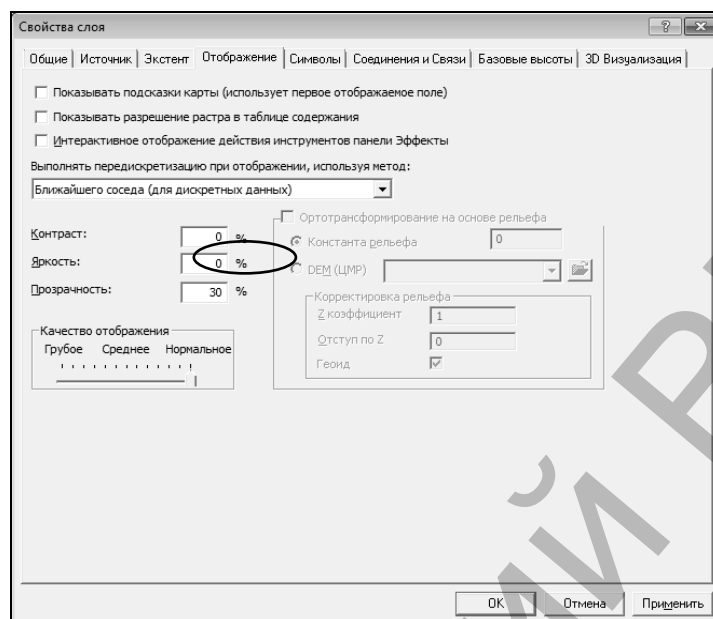 Свойства слоя
Общие Источник Экстент Отображение Символы Соединения и Связи Базовые высоты 3D Визуализация
Показывать подсказки карты (использует первое отображаемое поле)
Показывать разрешение растра в таблице содержания
Интерактивное отображение действия инструментов панели Эффекты
Выполнять передискретизацию при отображении, используя метод:
Ближайшего соседа (для дискретных данных)
Контраст: 0 %
Яркость: 0 %
Прозрачность: 30 %
Качество отображения
Грубое Среднее Нормальное
Ортотрансформирование на основе рельефа
Константа рельефа 0
DEM (ЦМР)
Корректировка рельефа
Z коэффициент 1
Отступ по Z 0
Геоид
OK Отмена Применить